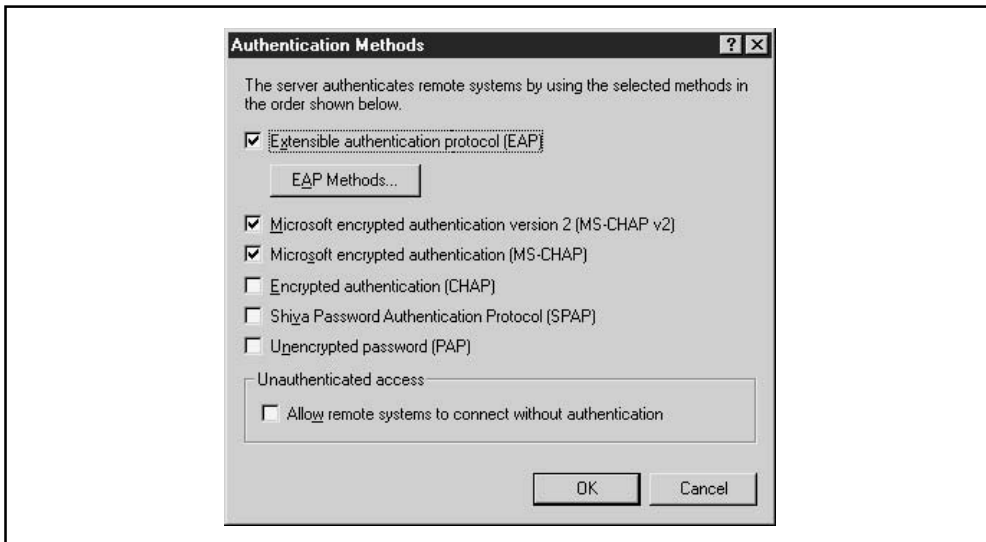 Authentication Methods
The server authenticates remote systems by using the selected methods in
the order shown below.
Extensible authentication protocol (EAP)
EAP Methods...
Microsoft encrypted authentication version 2 (MS-CHAP v2)
Microsoft encrypted authentication (MS-CHAP)
Encrypted authentication (CHAP)
Shiva Password Authentication Protocol (SPAP)
Unencrypted password (PAP)
Unauthenticated access
Allow remote systems to connect without authentication
OK
Cancel